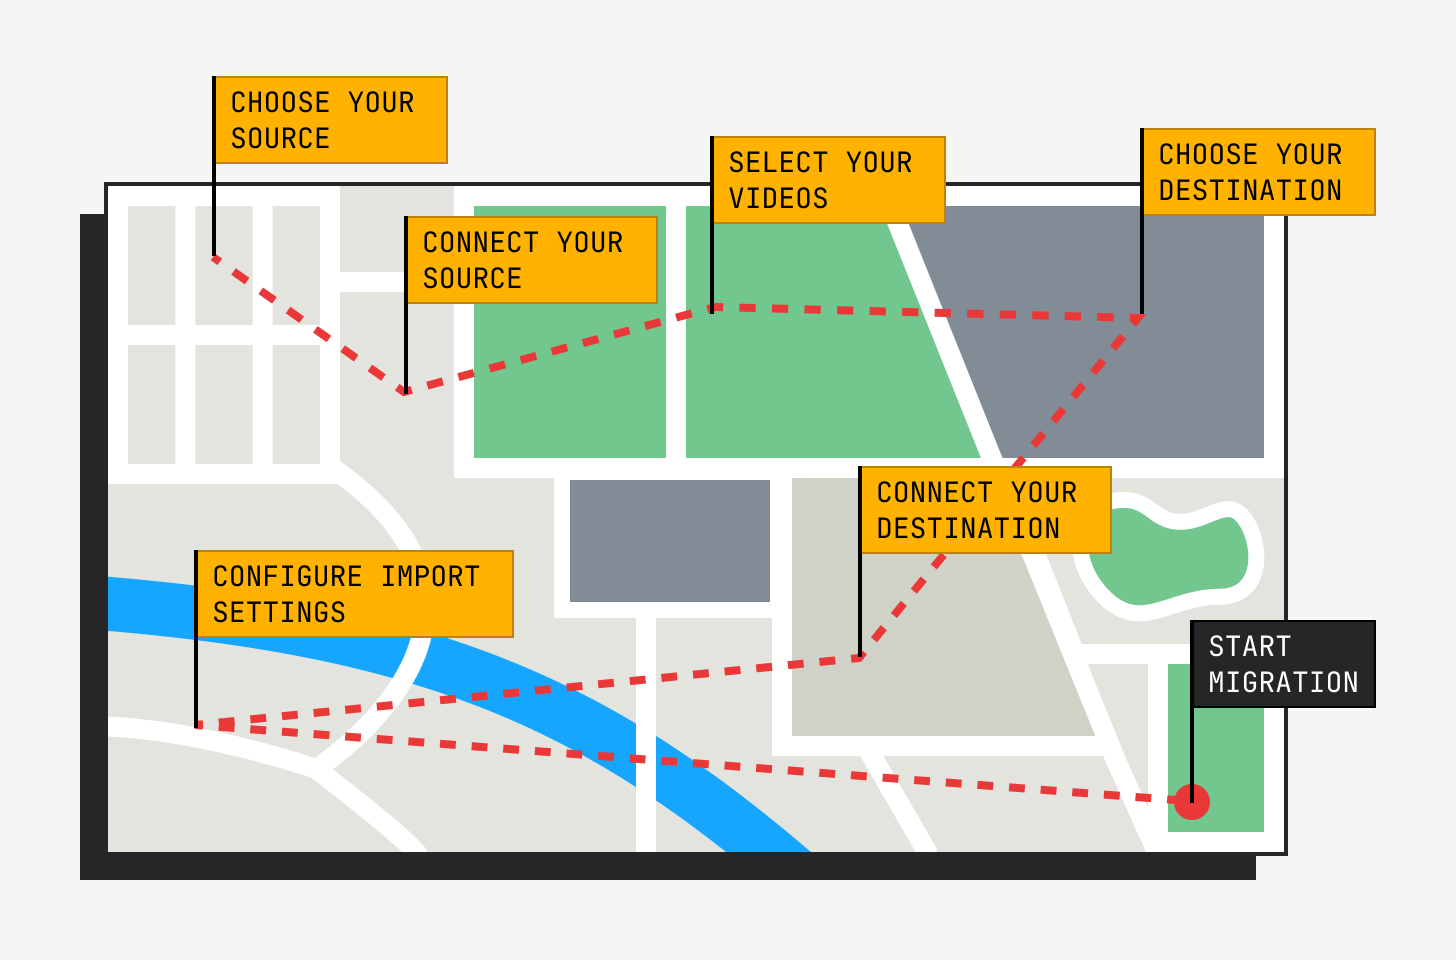 CHOOSE YOUR
SOURCE
CONNECT YOUR
SOURCE
SELECT YOUR
VIDEOS
CHOOSE YOUR
DESTINATION
CONNECT YOUR
DESTINATION
CONFIGURE IMPORT
SETTINGS
START
MIGRATION